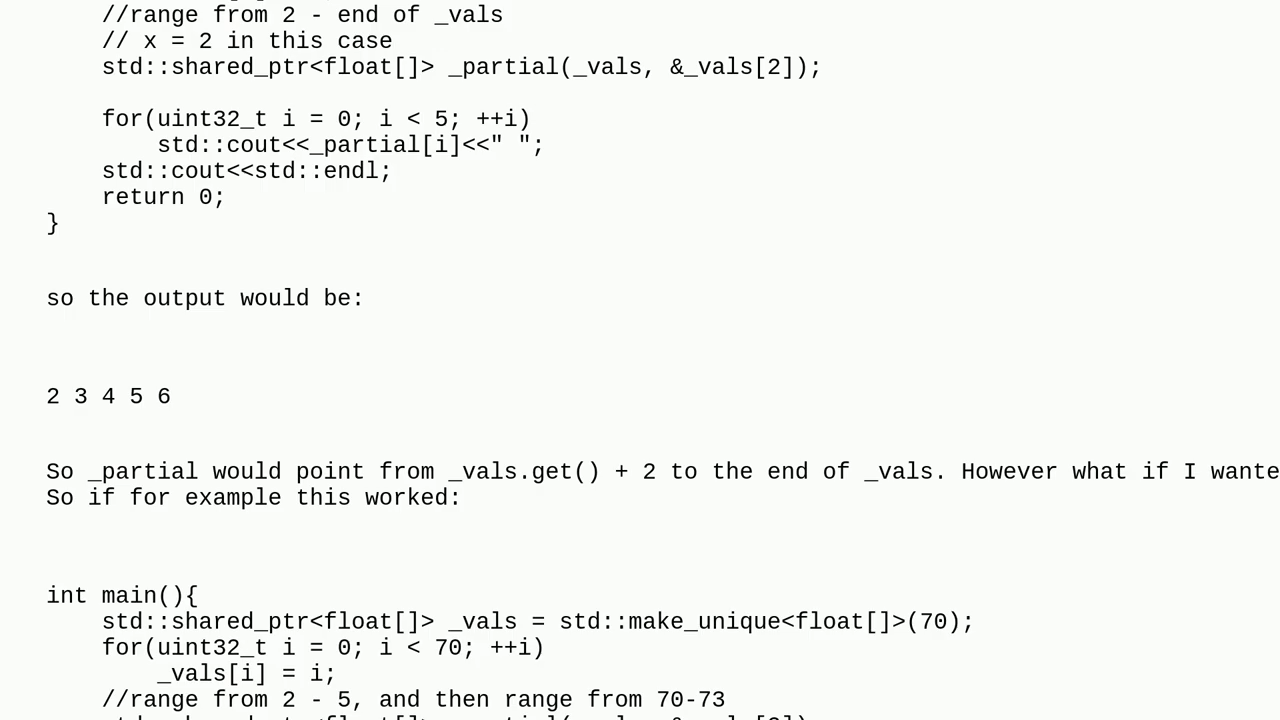 //range from 2 - end of _vals
// x = 2 in this case
std::shared_ptr<float[]> _partial(_vals, &_vals[2]);
for(uint32_t i = 0; i < 5; ++i)
std::cout<<_partial[i]<<" ";
std::cout<<std::endl;
return 0;
}
so the output would be:
2 3 4 5 6
So _partial would point from _vals.get() + 2 to the end of _vals. However what if I wante
So if for example this worked:
int main(){
std::shared_ptr<float[]> _vals = std::make_unique<float[]>(70);
for(uint32_t i = 0; i < 70; ++i)
_vals[i] = i;
//range from 2 - 5, and then range from 70-73